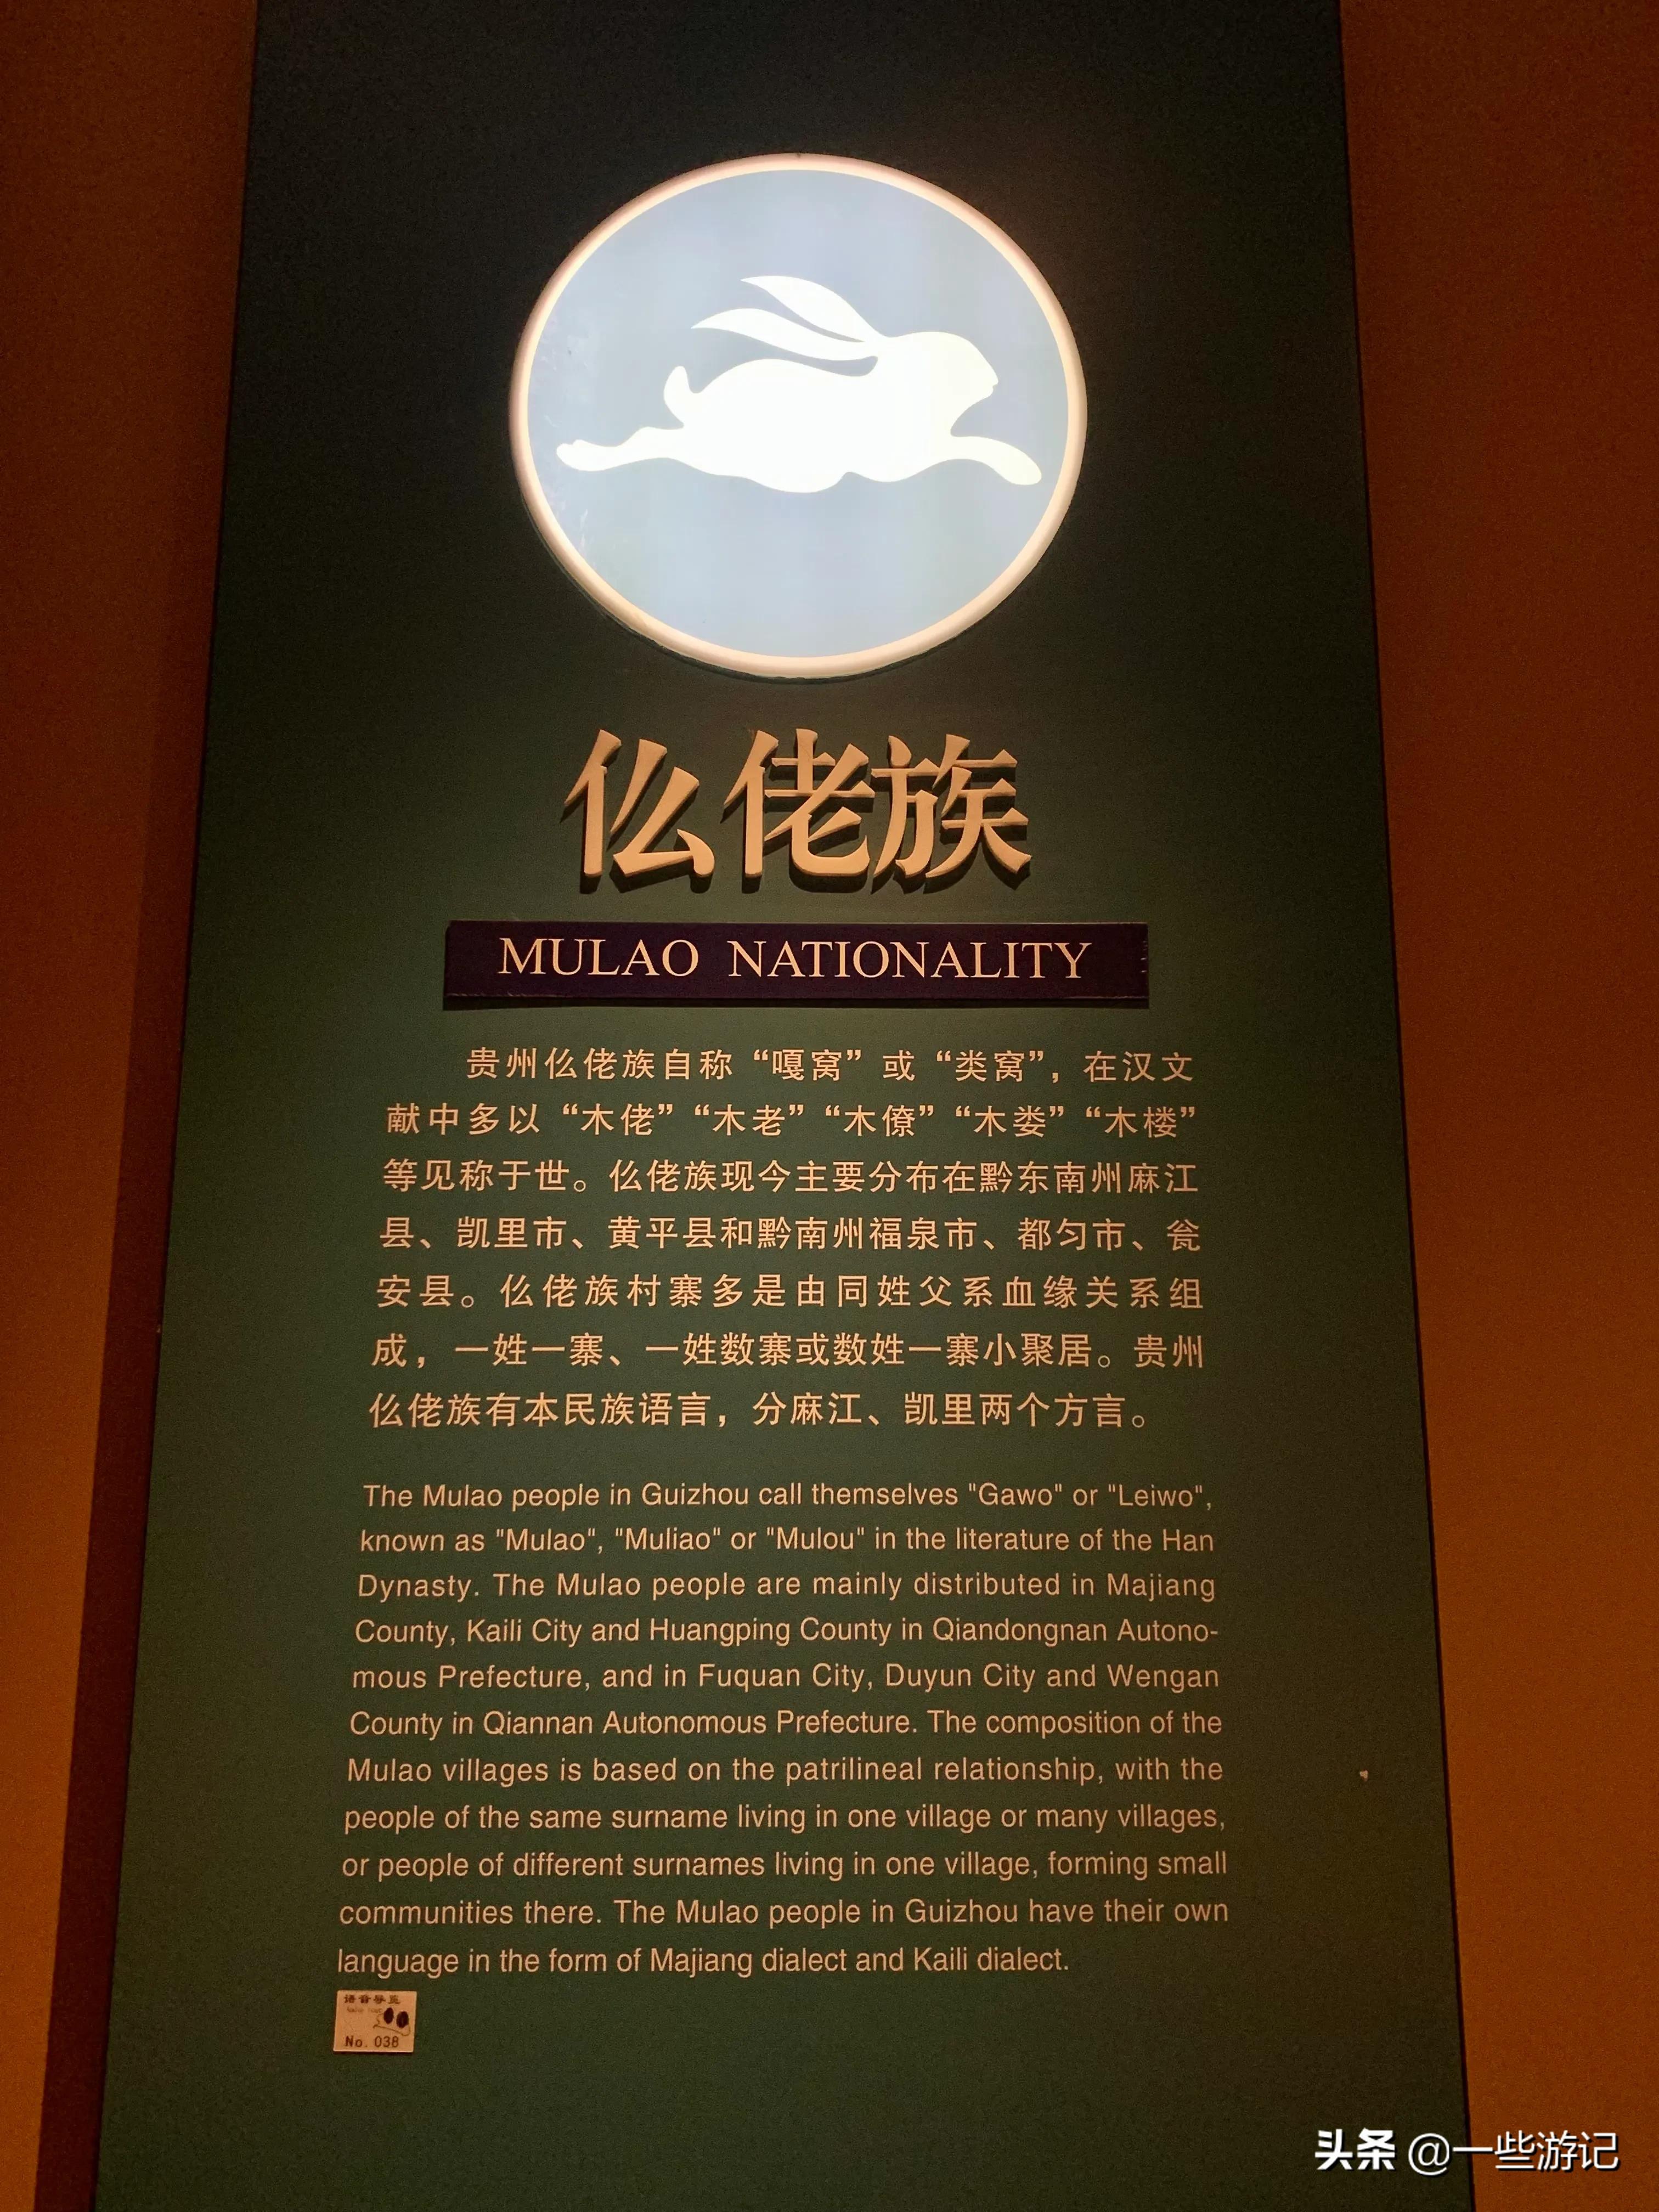 仫佬族
MULAO NATIONALITY
贵州仫佬族自称“嘎窝”或“类窝”，在汉文
献中多以“木佬”“木老”“木僚”“木娄”“木楼”
等见称于世。仫佬族现今主要分布在黔东南州麻江
县、凯里市、黄平县和黔南州福泉市、都匀市、瓮
安县。仫佬族村寨多是由同姓父系血缘关系组
成，一姓一寨、一姓数寨或数姓一寨小聚居。贵州
仫佬族有本民族语言，分麻江、凯里两个方言。
The Mulao people in Guizhou call themselves "Gawo" or "Leiwo",
known as "Mulao", "Muliao" or "Mulou" in the literature of the Han
Dynasty. The Mulao people are mainly distributed in Majiang
County, Kaili City and Huangping County in Qiandongnan Autono-
mous Prefecture, and in Fuquan City, Duyun City and Wengan
County in Qiannan Autonomous Prefecture. The composition of the
Mulao villages is based on the patrilineal relationship, with the
people of the same surname living in one village or many villages,
or people of different surnames living in one village, forming small
communities there. The Mulao people in Guizhou have their own
language in the form of Majiang dialect and Kaili dialect.
语音导览
No. 038
头条 @一些游记